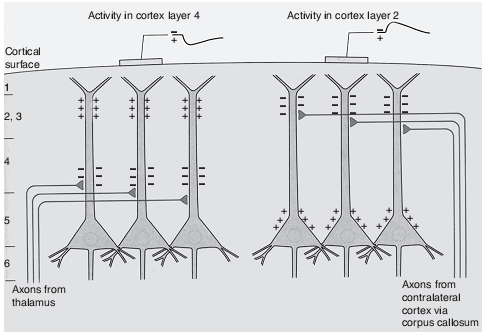 Activity in cortex layer 4
Activity in cortex layer 2
−
+
−
+
Cortical
surface
1
2, 3
4
5
6
Axons from
thalamus
Axons from
contralateral
cortex via
corpus callosum